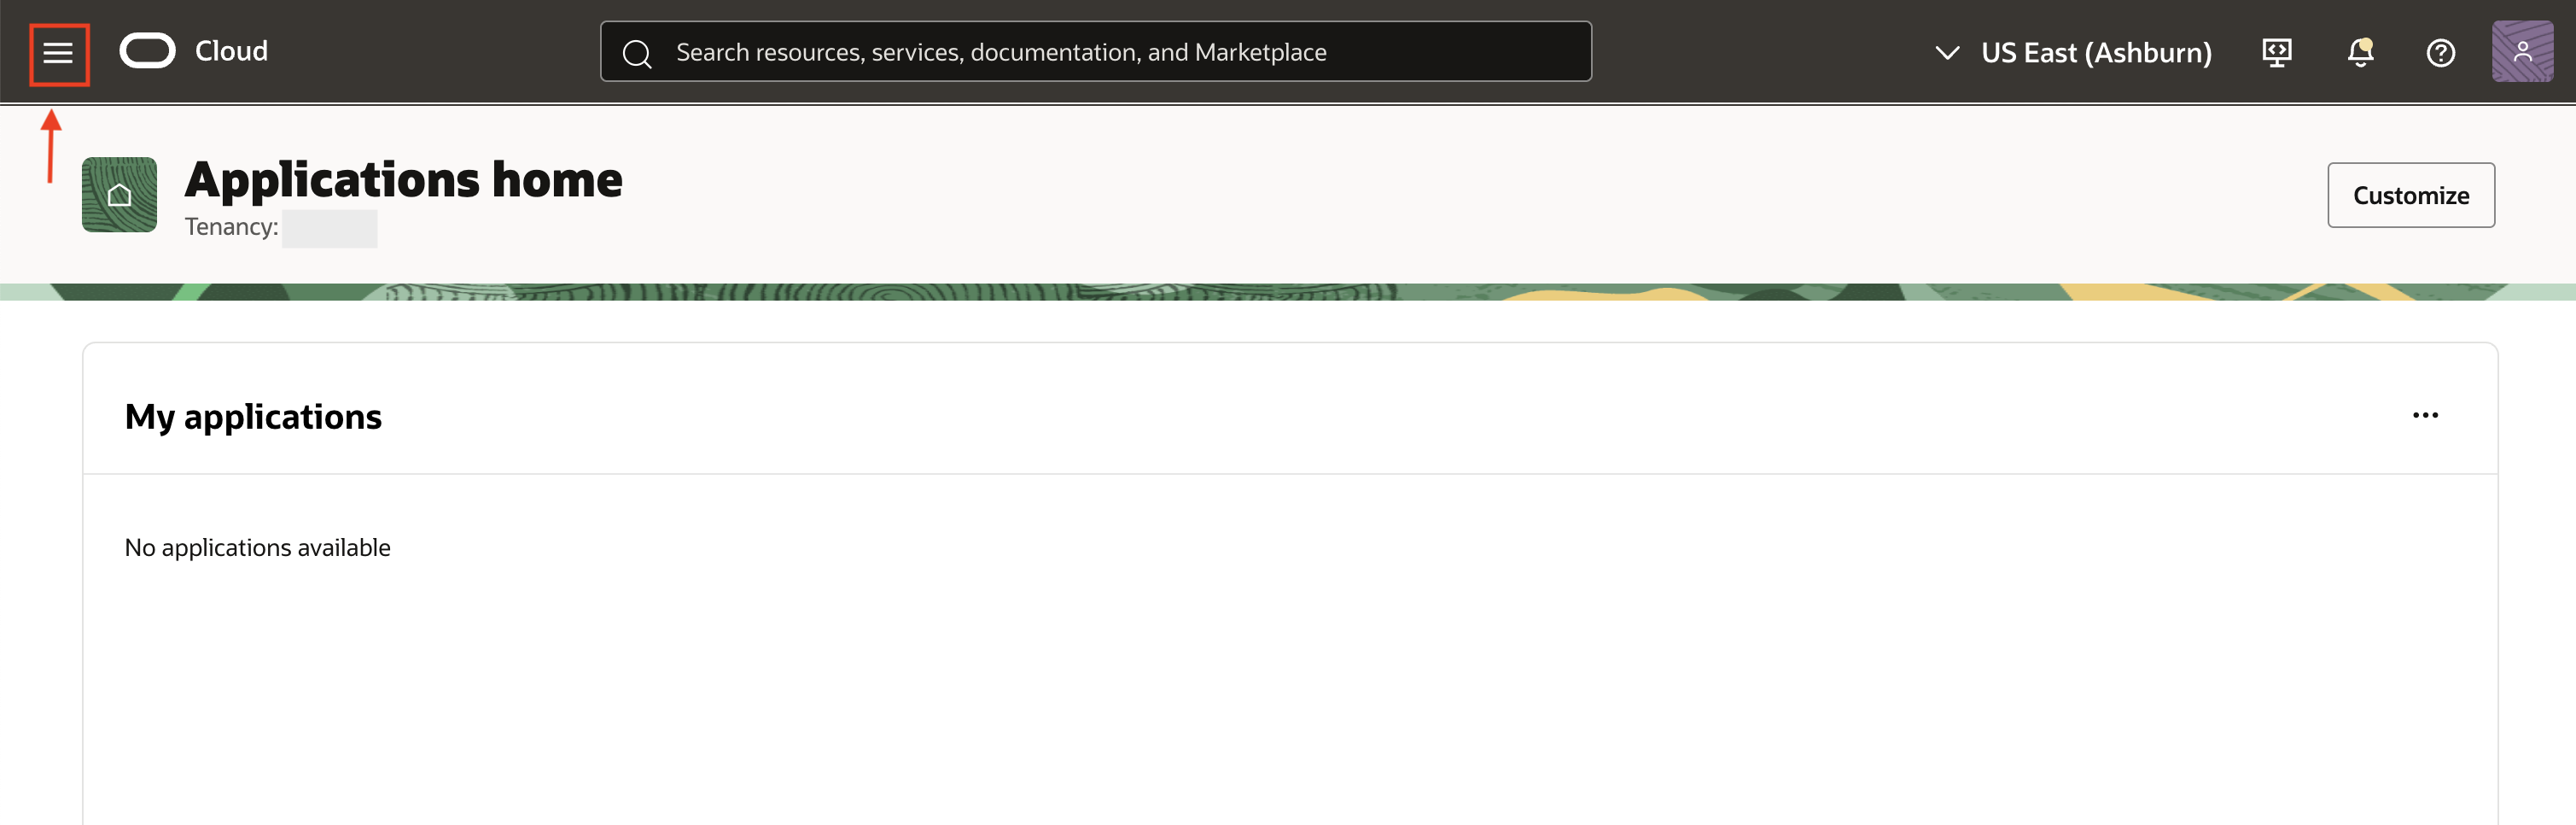 Cloud
Search resources, services, documentation, and Marketplace
US East (Ashburn)
Applications home
Tenancy:
Customize
My applications
No applications available